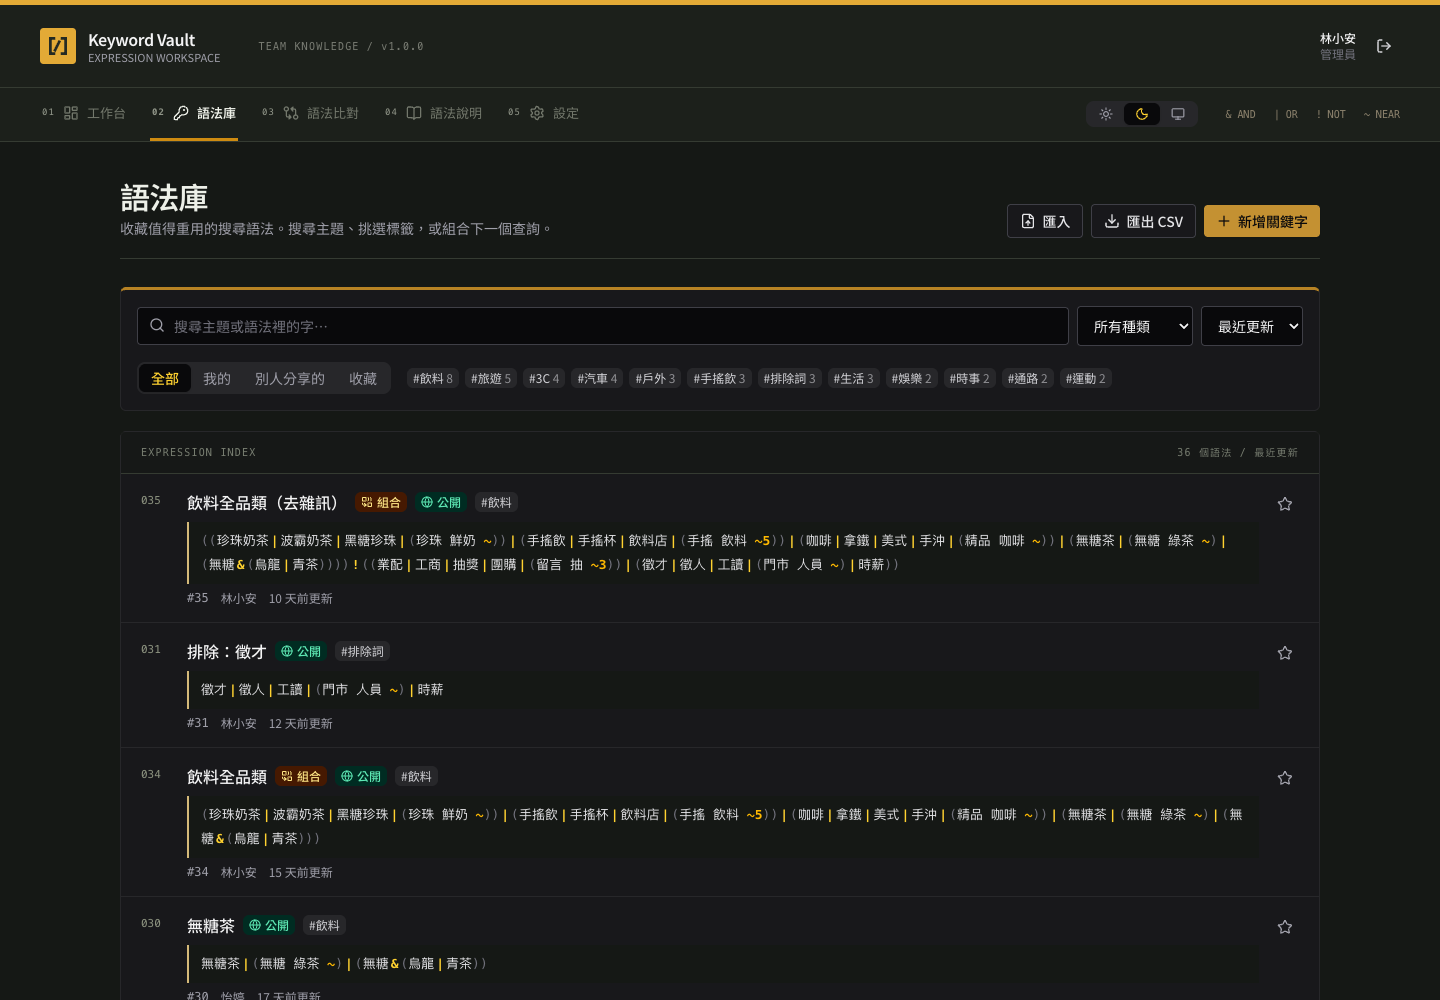 [/] Keyword Vault
EXPRESSION WORKSPACE
TEAM KNOWLEDGE / v1.0.0
林小安
管理員
01 工作台 02 語法庫 03 語法比對 04 語法說明 05 設定
& AND | OR ! NOT ~ NEAR
語法庫
收藏值得重用的搜尋語法。搜尋主題、挑選標籤，或組合下一個查詢。
匯入 匯出 CSV 新增關鍵字
搜尋主題或語法裡的字… 所有種類 最近更新
全部 我的 別人分享的 收藏 #飲料 8 #旅遊 5 #3C 4 #汽車 4 #戶外 3 #手搖飲 3 #排除詞 3 #生活 3 #娛樂 2 #時事 2 #通路 2 #運動 2
EXPRESSION INDEX 36 個語法 / 最近更新
035 飲料全品類（去雜訊） 組合 公開 #飲料
((珍珠奶茶|波霸奶茶|黑糖珍珠|(珍珠 鮮奶 ~))|(手搖飲|手搖杯|飲料店|(手搖 飲料 ~5))|(咖啡|拿鐵|美式|手沖|(精品 咖啡 ~))|(無糖茶|(無糖 綠茶 ~)|
(無糖&(烏龍|青茶))))!((業配|工商|抽獎|團購|(留言 抽 ~3))|(徵才|徵人|工讀|(門市 人員 ~)|時薪))
#35 林小安 10 天前更新
031 排除：徵才 公開 #排除詞
徵才|徵人|工讀|(門市 人員 ~)|時薪
#31 林小安 12 天前更新
034 飲料全品類 組合 公開 #飲料
(珍珠奶茶|波霸奶茶|黑糖珍珠|(珍珠 鮮奶 ~))|(手搖飲|手搖杯|飲料店|(手搖 飲料 ~5))|(咖啡|拿鐵|美式|手沖|(精品 咖啡 ~))|(無糖茶|(無糖 綠茶 ~)|(無
糖&(烏龍|青茶)))
#34 林小安 15 天前更新
030 無糖茶 公開 #飲料
無糖茶|(無糖 綠茶 ~)|(無糖&(烏龍|青茶))
#30 怡婷 17 天前更新